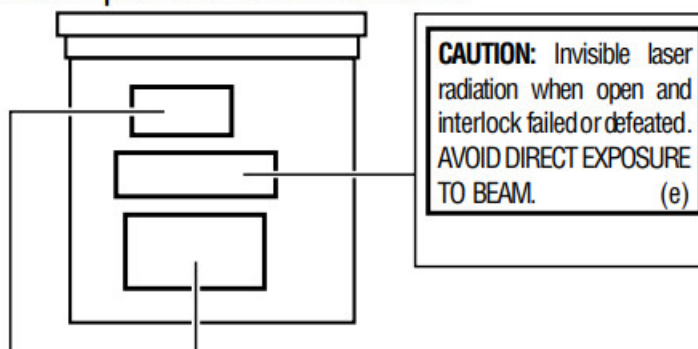 CAUTION: Invisible laser
radiation when open and
interlock failed or defeated.
AVOID DIRECT EXPOSURE
TO BEAM. (e)